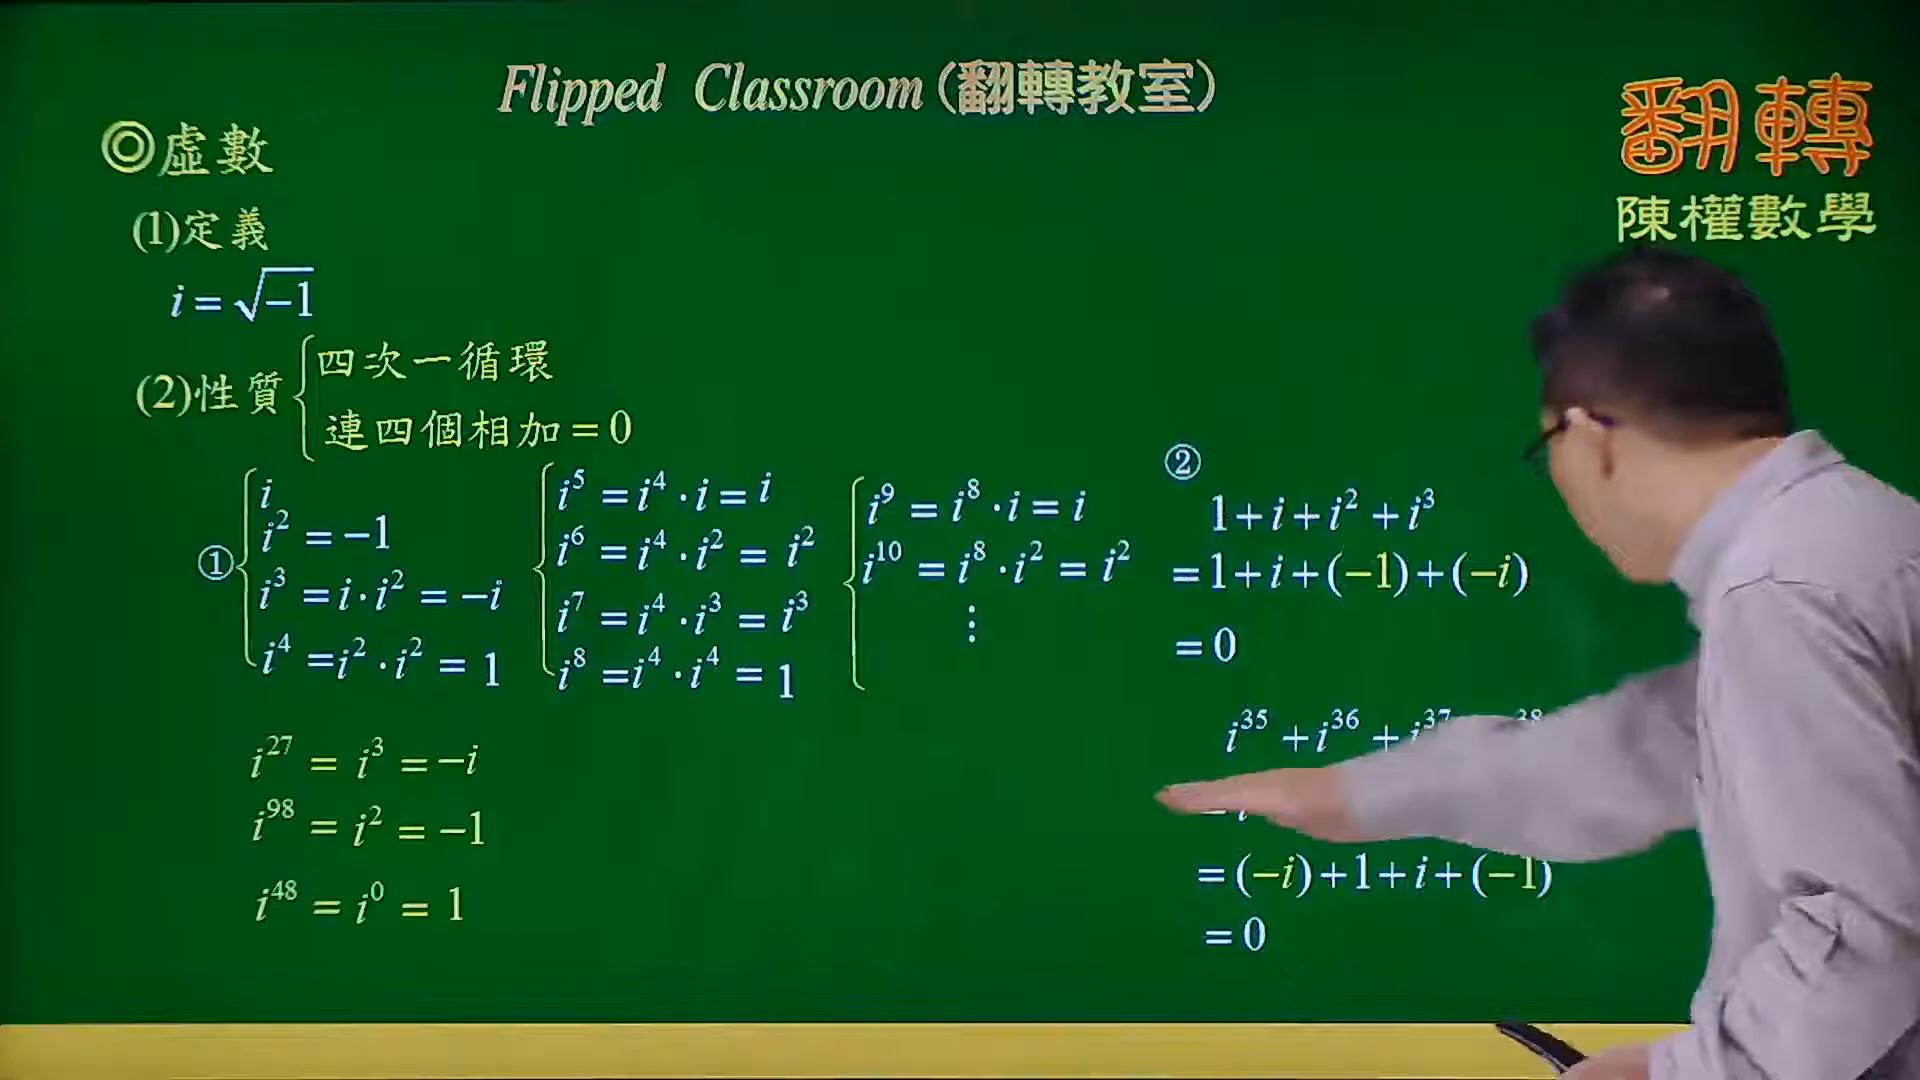 Flipped Classroom(翻轉教室)
翻轉
陳權數學
◎虛數
(1)定義
i = √−1
(2)性質
四次一循環
連四個相加=0
①
i
i² = −1
i³ = i·i² = −i
i⁴ = i²·i² = 1
i⁵ = i⁴·i = i
i⁶ = i⁴·i² = i²
i⁷ = i⁴·i³ = i³
i⁸ = i⁴·i⁴ = 1
i⁹ = i⁸·i = i
i¹⁰ = i⁸·i² = i²
⋮
i²⁷ = i³ = −i
i⁹⁸ = i² = −1
i⁴⁸ = i⁰ = 1
②
1+i+i²+i³
=1+i+(−1)+(−i)
=0
i³⁵+i³⁶+i³⁷ ³⁸
=(−i)+1+i+(−1)
=0